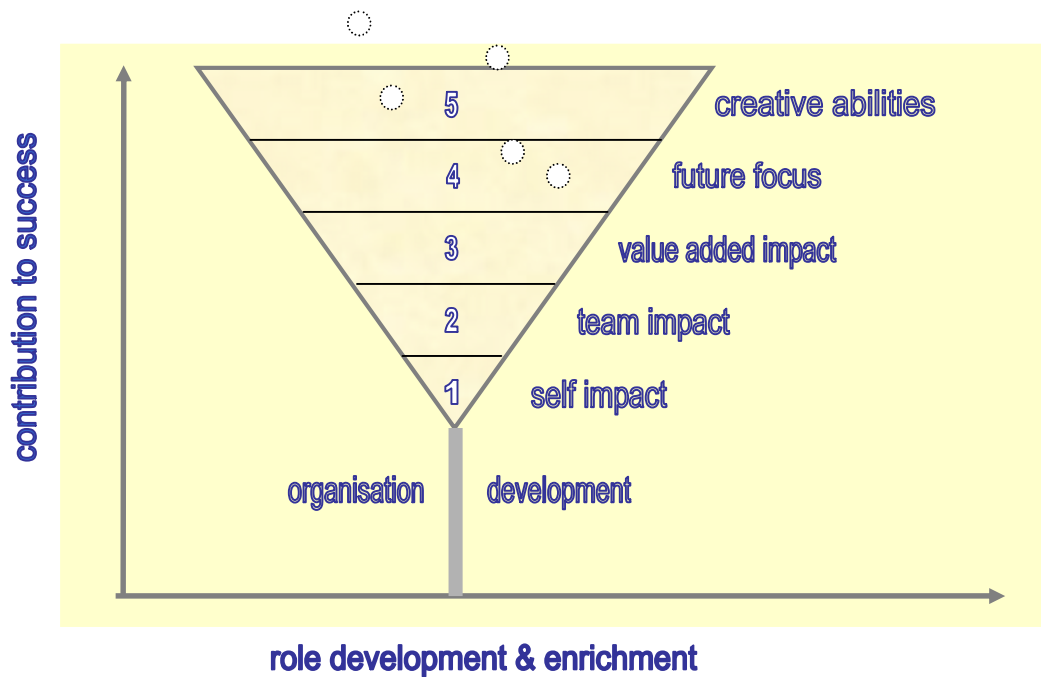 5
creative abilities
4
future focus
3
value added impact
2
team impact
1
self impact
organisation development
contribution to success
role development & enrichment